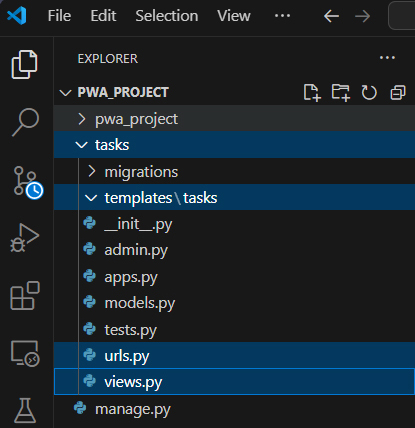 File Edit Selection View ...
EXPLORER ...
PWA_PROJECT
pwa_project
tasks
migrations
templates\tasks
__init__.py
admin.py
apps.py
models.py
tests.py
urls.py
views.py
manage.py